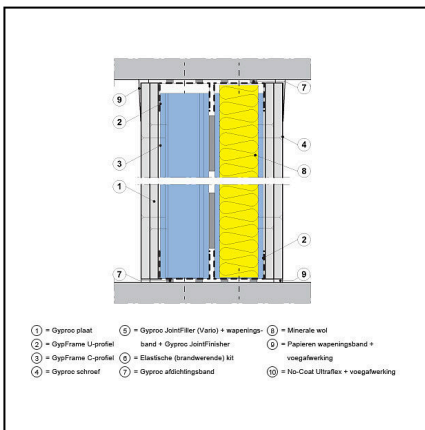 9
7
2
4
3
8
1
2
7
9
1 = Gyproc plaat
2 = GypFrame U-profiel
3 = GypFrame C-profiel
4 = Gyproc schroef
5 = Gyproc JointFiller (Vario) + wapenings-
band + Gyproc JointFinisher
6 = Elastische (brandwerende) kit
7 = Gyproc afdichtingsband
8 = Minerale wol
9 = Papieren wapeningsband +
voegafwerking
10 = No-Coat Ultraflex + voegafwerking